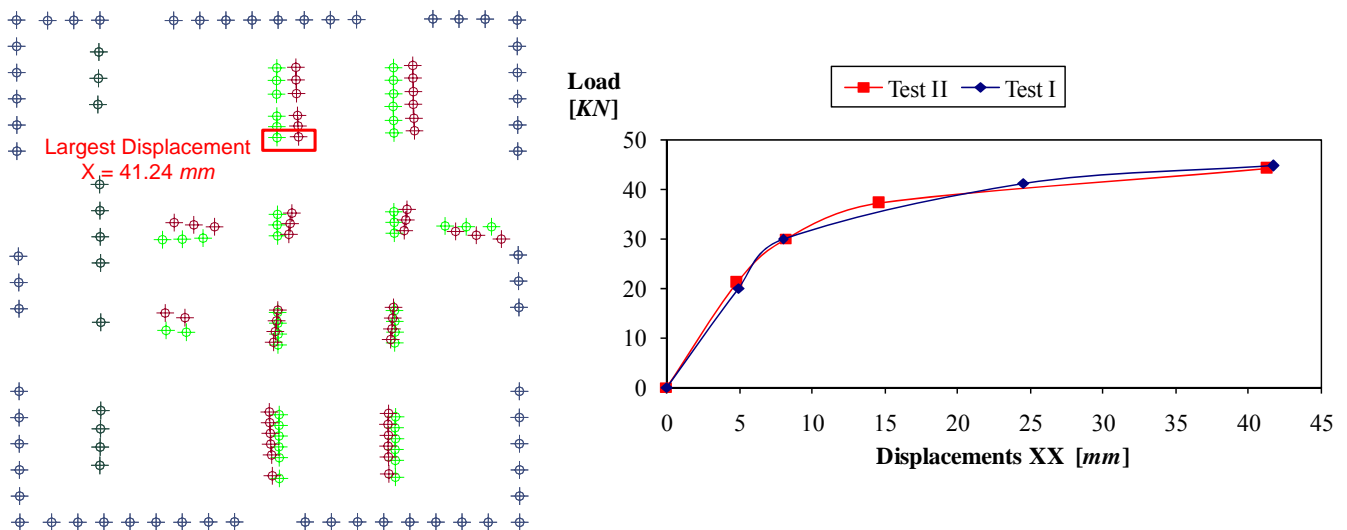 Largest Displacement
X = 41.24 mm
Load
[KN]
Test II
Test I
50
40
30
20
10
0
0 5 10 15 20 25 30 35 40 45
Displacements XX [mm]